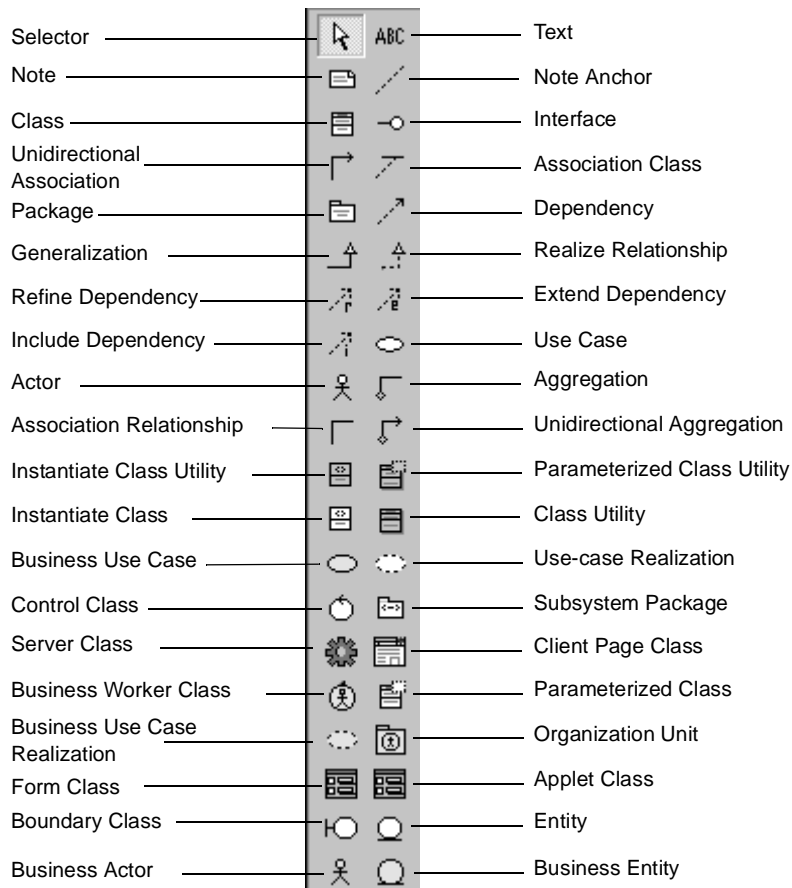 Selector
ABC
Text
Note
Note Anchor
Class
Interface
Unidirectional
Association
Association Class
Package
Dependency
Generalization
Realize Relationship
Refine Dependency
r
e
Extend Dependency
Include Dependency
i
Use Case
Actor
Aggregation
Association Relationship
Unidirectional Aggregation
Instantiate Class Utility
Parameterized Class Utility
Instantiate Class
Class Utility
Business Use Case
Use-case Realization
Control Class
Subsystem Package
Server Class
Client Page Class
Business Worker Class
Parameterized Class
Business Use Case
Realization
Organization Unit
Form Class
Applet Class
Boundary Class
Entity
Business Actor
Business Entity